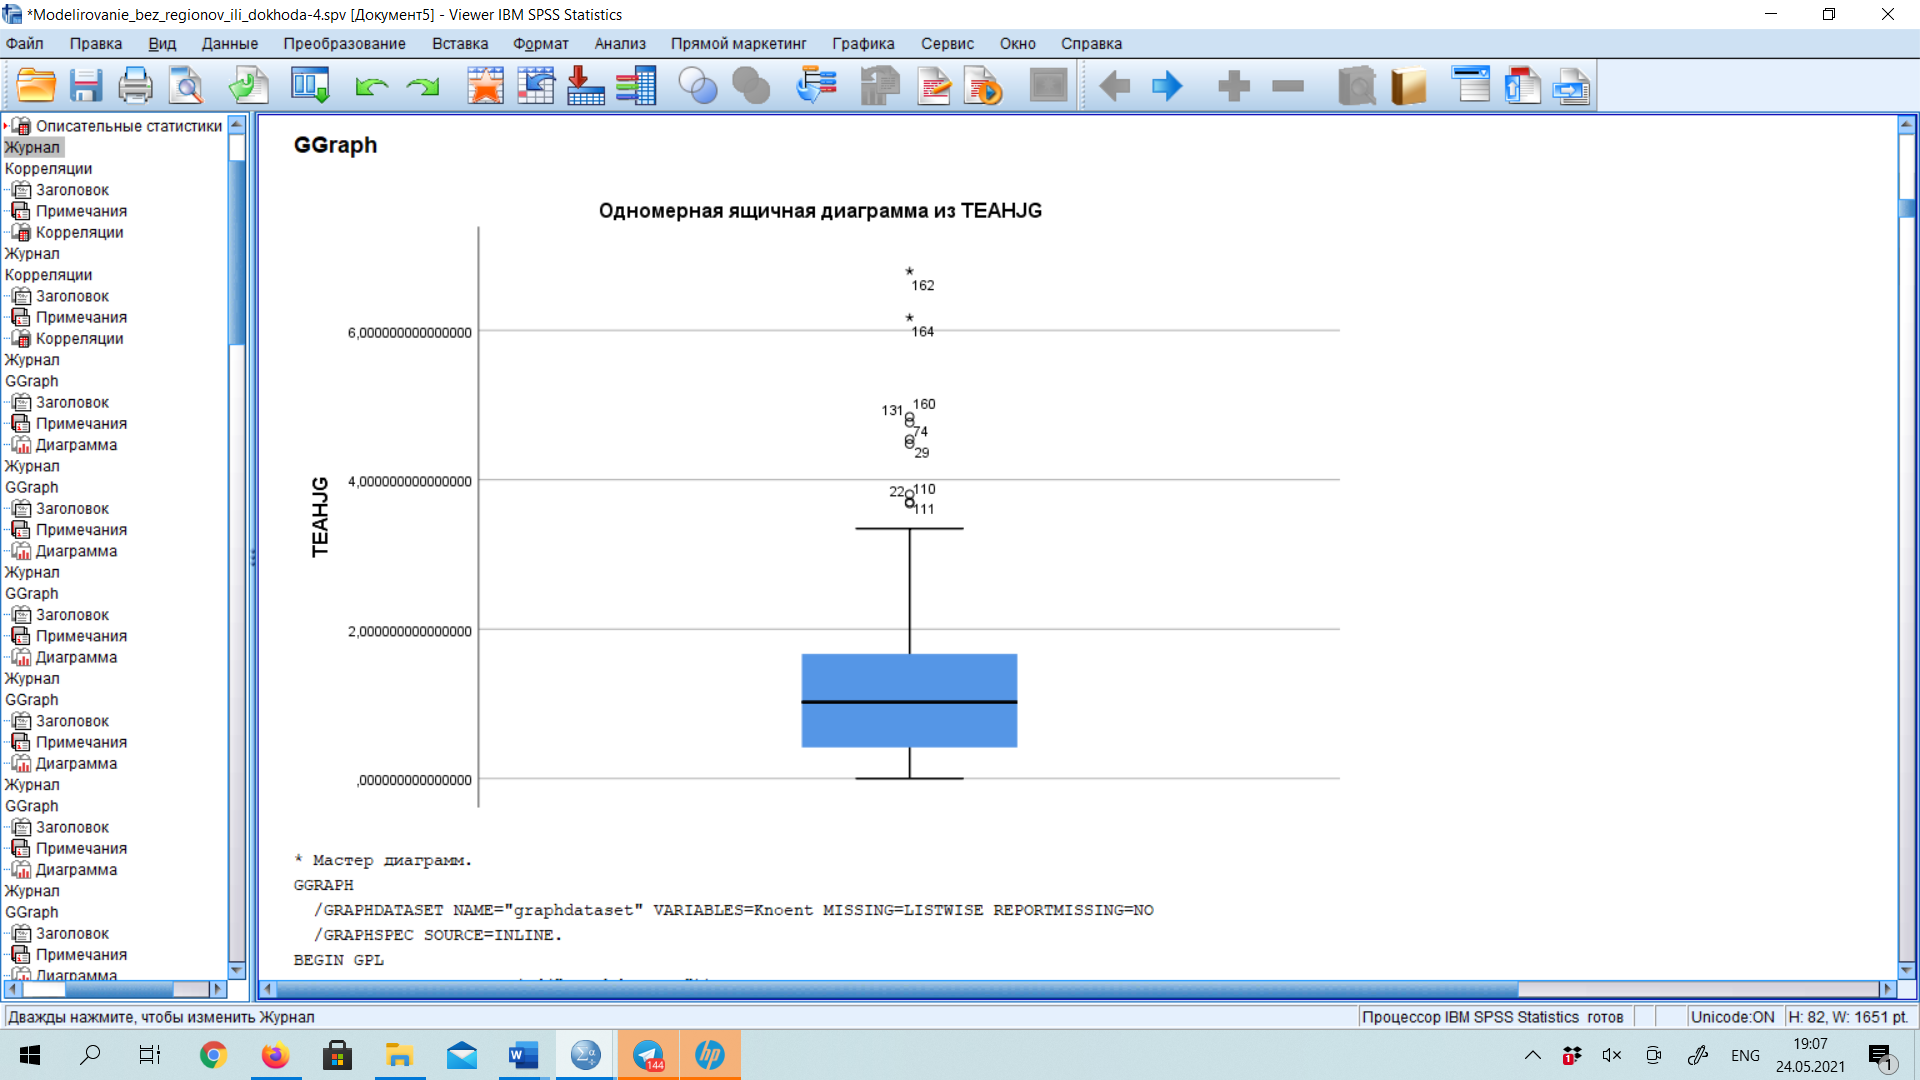 *Modelirovanie_bez_regionov_ili_dokhoda-4.spv [Документ5] - Viewer IBM SPSS Statistics
Файл Правка Вид Данные Преобразование Вставка Формат Анализ Прямой маркетинг Графика Сервис Окно Справка
Описательные статистики
Журнал
Корреляции
Заголовок
Примечания
Корреляции
Журнал
Корреляции
Заголовок
Примечания
Корреляции
Журнал
GGraph
Заголовок
Примечания
Диаграмма
Журнал
GGraph
Заголовок
Примечания
Диаграмма
Журнал
GGraph
Заголовок
Примечания
Диаграмма
Журнал
GGraph
Заголовок
Примечания
Диаграмма
Журнал
GGraph
Заголовок
Примечания
Диаграмма
Журнал
GGraph
Заголовок
Примечания
Диаграмма
GGraph
Одномерная ящичная диаграмма из TEAHJG
162
164
6,000000000000000
131 160
74
29
4,000000000000000
22 110
111
TEAHJG
2,000000000000000
,000000000000000
* Мастер диаграмм.
GGRAPH
/GRAPHDATASET NAME="graphdataset" VARIABLES=Knoent MISSING=LISTWISE REPORTMISSING=NO
/GRAPHSPEC SOURCE=INLINE.
BEGIN GPL
Дважды нажмите, чтобы изменить Журнал
Процессор IBM SPSS Statistics готов
Unicode:ON
H: 82, W: 1651 pt.
144
1
ENG
19:07
24.05.2021
1